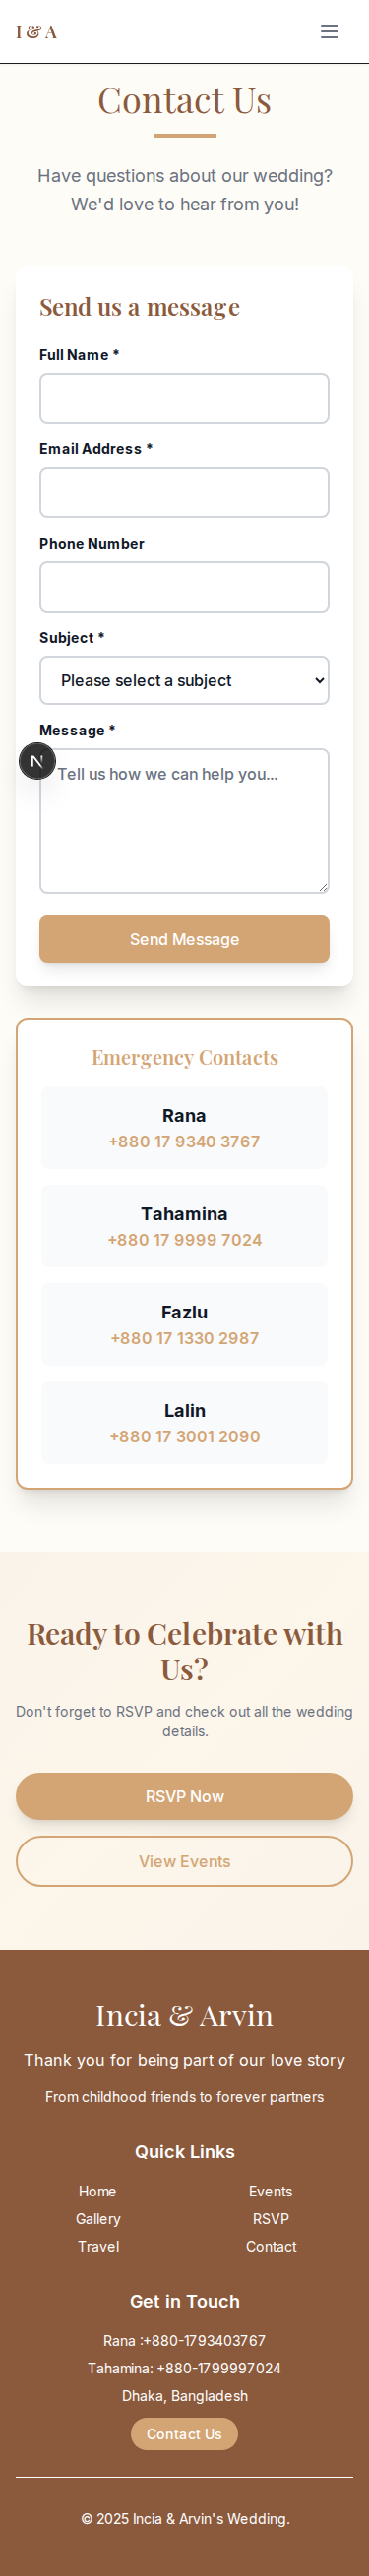 I & A
Contact Us
Have questions about our wedding?
We'd love to hear from you!
Send us a message
Full Name *
Email Address *
Phone Number
Subject *
Please select a subject
Message *
N
Tell us how we can help you...
Send Message
Emergency Contacts
Rana
+880 17 9340 3767
Tahamina
+880 17 9999 7024
Fazlu
+880 17 1330 2987
Lalin
+880 17 3001 2090
Ready to Celebrate with
Us?
Don't forget to RSVP and check out all the wedding
details.
RSVP Now
View Events
Incia & Arvin
Thank you for being part of our love story
From childhood friends to forever partners
Quick Links
Home Events
Gallery RSVP
Travel Contact
Get in Touch
Rana :+880-1793403767
Tahamina: +880-1799997024
Dhaka, Bangladesh
Contact Us
© 2025 Incia & Arvin's Wedding.